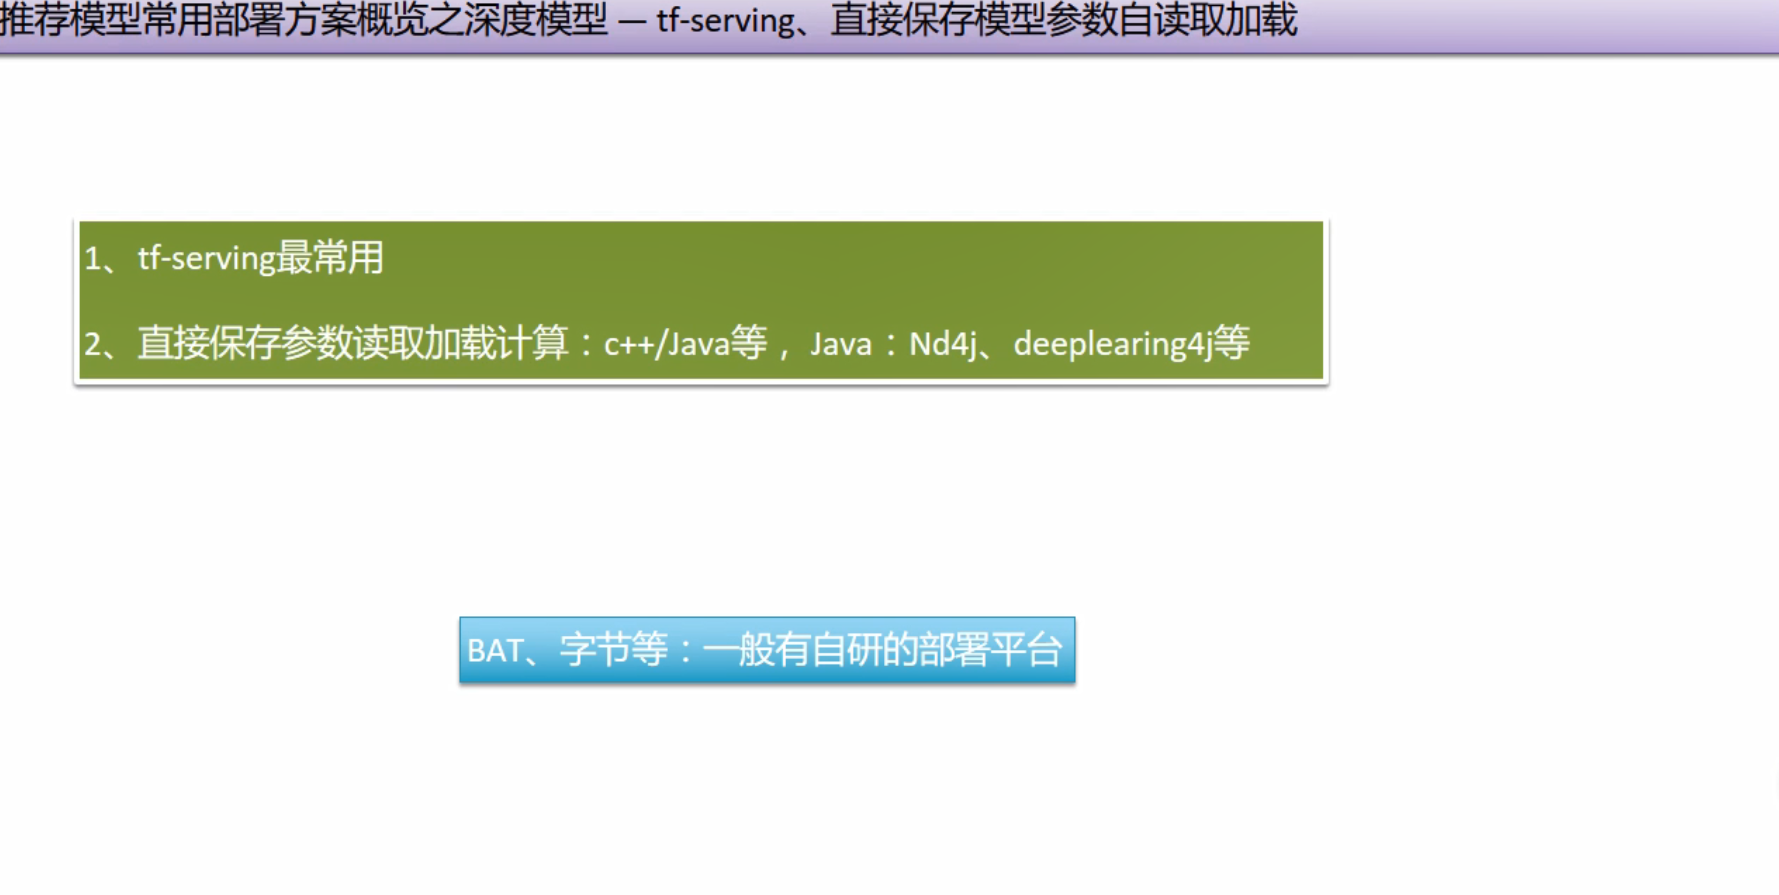 推荐模型常用部署方案概览之深度模型 — tf-serving、直接保存模型参数自读取加载
1、tf-serving最常用
2、直接保存参数读取加载计算：c++/Java等，Java：Nd4j、deeplearing4j等
BAT、字节等：一般有自研的部署平台